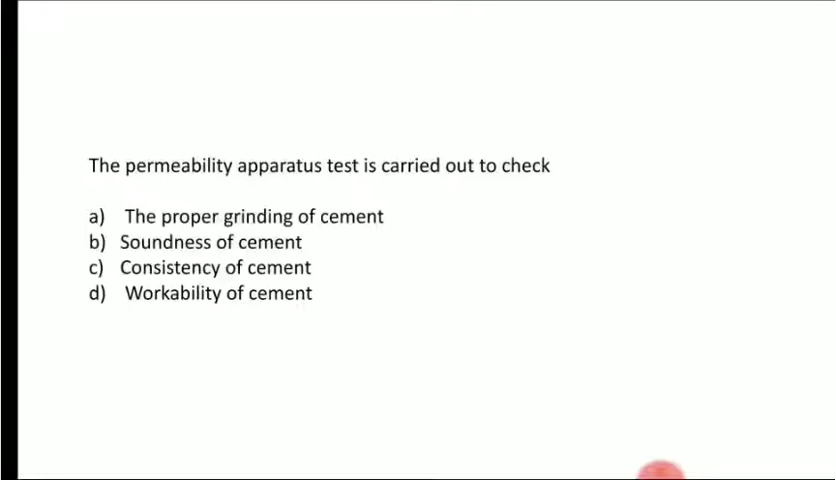 The permeability apparatus test is carried out to check
a) The proper grinding of cement
b) Soundness of cement
c) Consistency of cement
d) Workability of cement